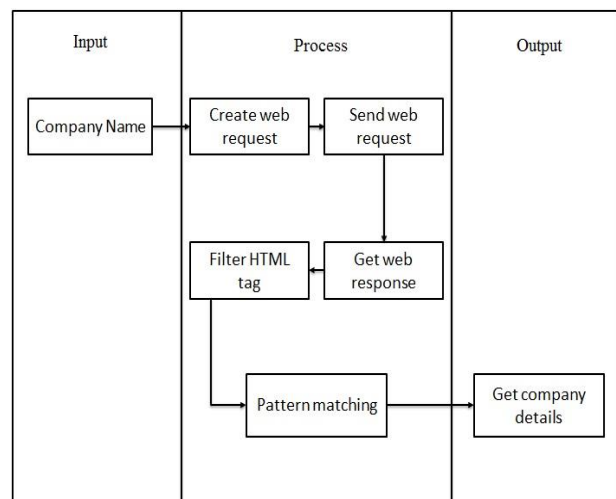 Input
Process
Output
Company Name
Create web
request
Send web
request
Filter HTML
tag
Get web
response
Pattern matching
Get company
details